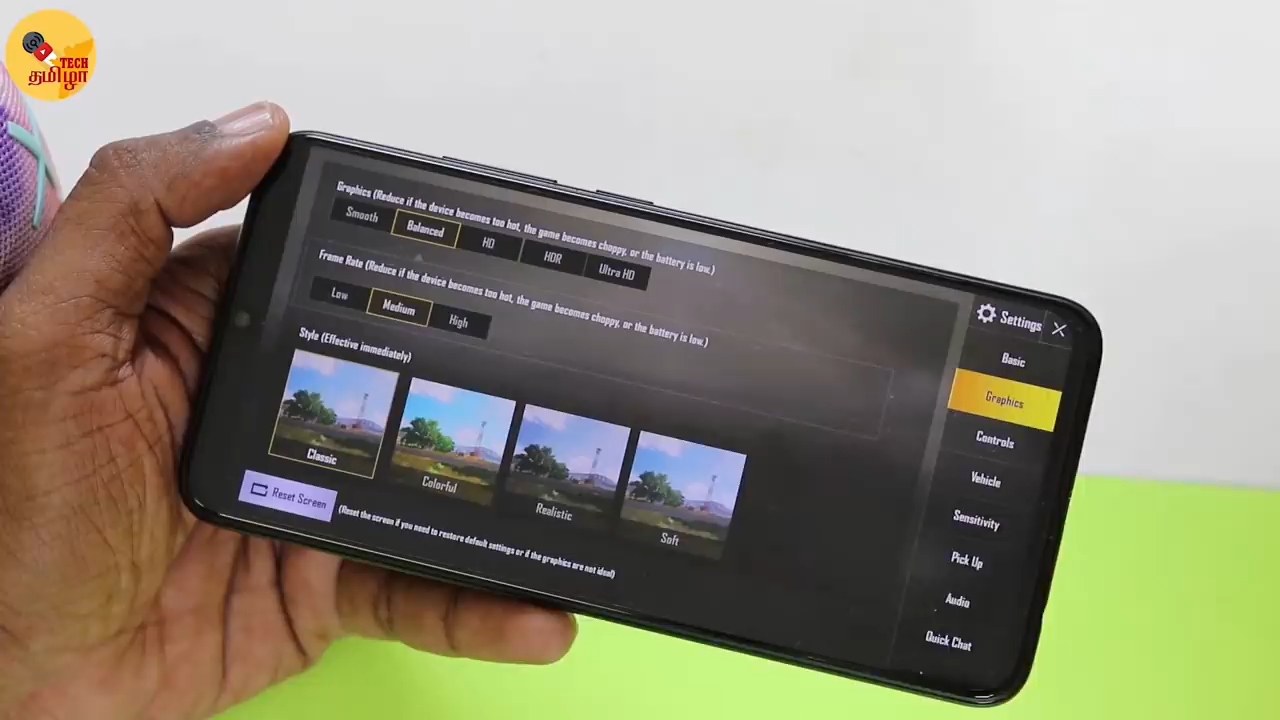 TECH
தமிழா
Graphics (Reduce if the device becomes too hot, the game becomes choppy, or the battery is low.)
Smooth Balanced HD HDR Ultra HD
Frame Rate (Reduce if the device becomes too hot, the game becomes choppy, or the battery is low.)
Low Medium High
Style (Effective immediately)
Classic Colorful Realistic Soft
Reset Screen (Reset the screen if you need to restore default settings or if the graphics are not ideal)
Settings
Basic
Graphics
Controls
Vehicle
Sensitivity
Pick Up
Audio
Quick Chat